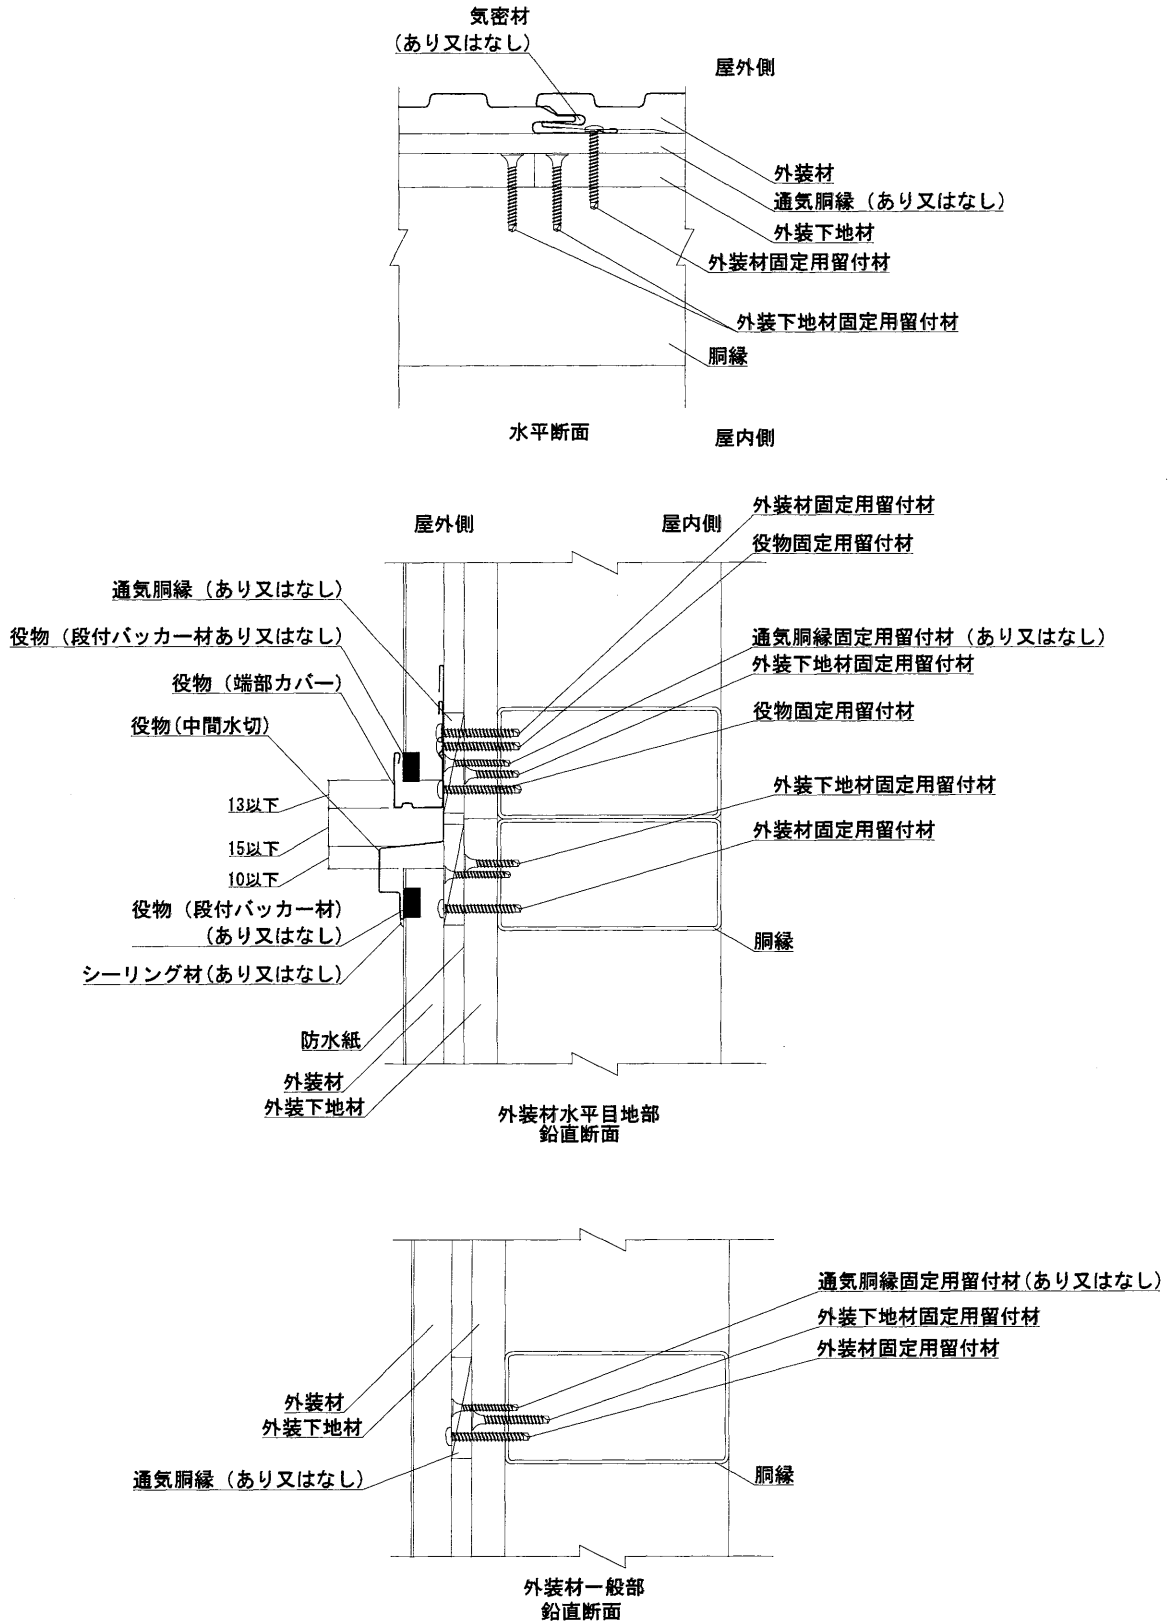 気密材
(あり又はなし)
屋外側
外装材
通気胴縁 (あり又はなし)
外装下地材
外装材固定用留付材
外装下地材固定用留付材
胴縁
水平断面
屋内側
屋外側
屋内側
外装材固定用留付材
役物固定用留付材
通気胴縁 (あり又はなし)
役物 (段付バッカー材あり又はなし)
役物 (端部カバー)
役物(中間水切)
通気胴縁固定用留付材 (あり又はなし)
外装下地材固定用留付材
役物固定用留付材
外装下地材固定用留付材
外装材固定用留付材
13以下
15以下
10以下
役物 (段付バッカー材)
(あり又はなし)
シーリング材(あり又はなし)
胴縁
防水紙
外装材
外装下地材
外装材水平目地部
鉛直断面
通気胴縁固定用留付材(あり又はなし)
外装下地材固定用留付材
外装材固定用留付材
外装材
外装下地材
通気胴縁 (あり又はなし)
胴縁
外装材一般部
鉛直断面